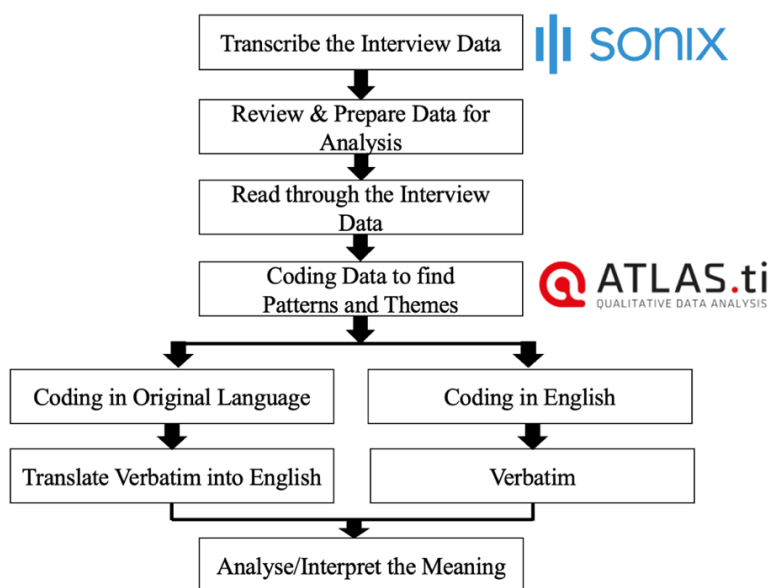 Transcribe the Interview Data
sonix
Review & Prepare Data for
Analysis
Read through the Interview
Data
Coding Data to find
Patterns and Themes
ATLAS.ti
QUALITATIVE DATA ANALYSIS
Coding in Original Language
Coding in English
Translate Verbatim into English
Verbatim
Analyse/Interpret the Meaning